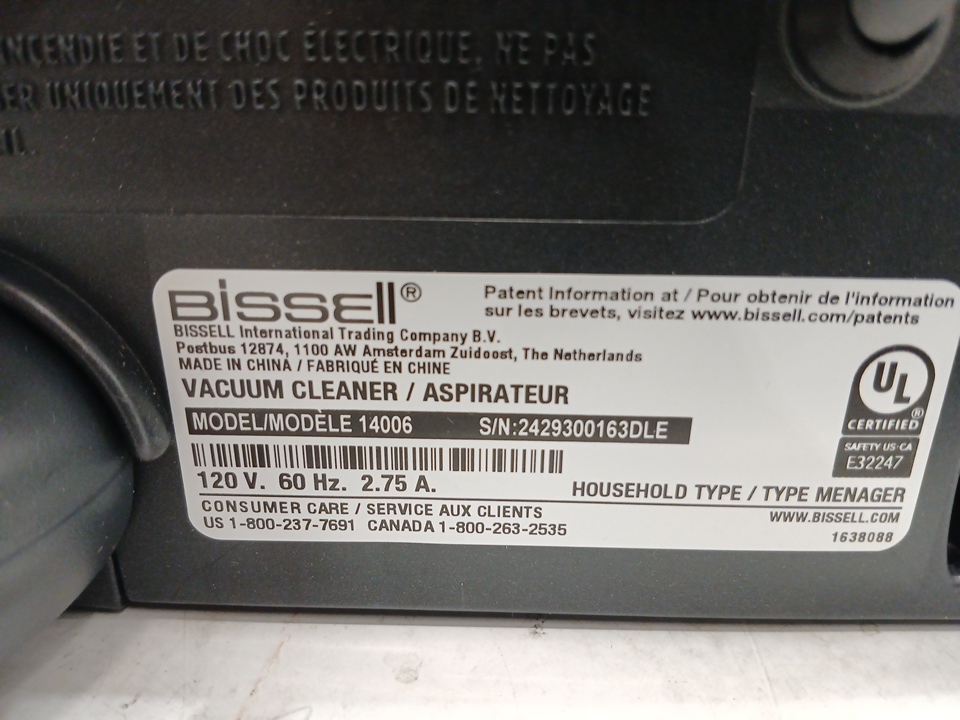 INCENDIE ET DE CHOC ÉLECTRIQUE, NE PAS
ER UNIQUEMENT DES PRODUITS DE NETTOYAGE
IL.
BISSELL®
Patent Information at / Pour obtenir de l'information
sur les brevets, visitez www.bissell.com/patents
BISSELL International Trading Company B.V.
Postbus 12874, 1100 AW Amsterdam Zuidoost, The Netherlands
MADE IN CHINA / FABRIQUÉ EN CHINE
VACUUM CLEANER / ASPIRATEUR
MODEL/MODÈLE 14006 S/N:2429300163DLE
UL
®
CERTIFIED
SAFETY US-CA
E32247
120 V. 60 Hz. 2.75 A.
HOUSEHOLD TYPE / TYPE MENAGER
CONSUMER CARE / SERVICE AUX CLIENTS
US 1-800-237-7691 CANADA 1-800-263-2535
WWW.BISSELL.COM
1638088